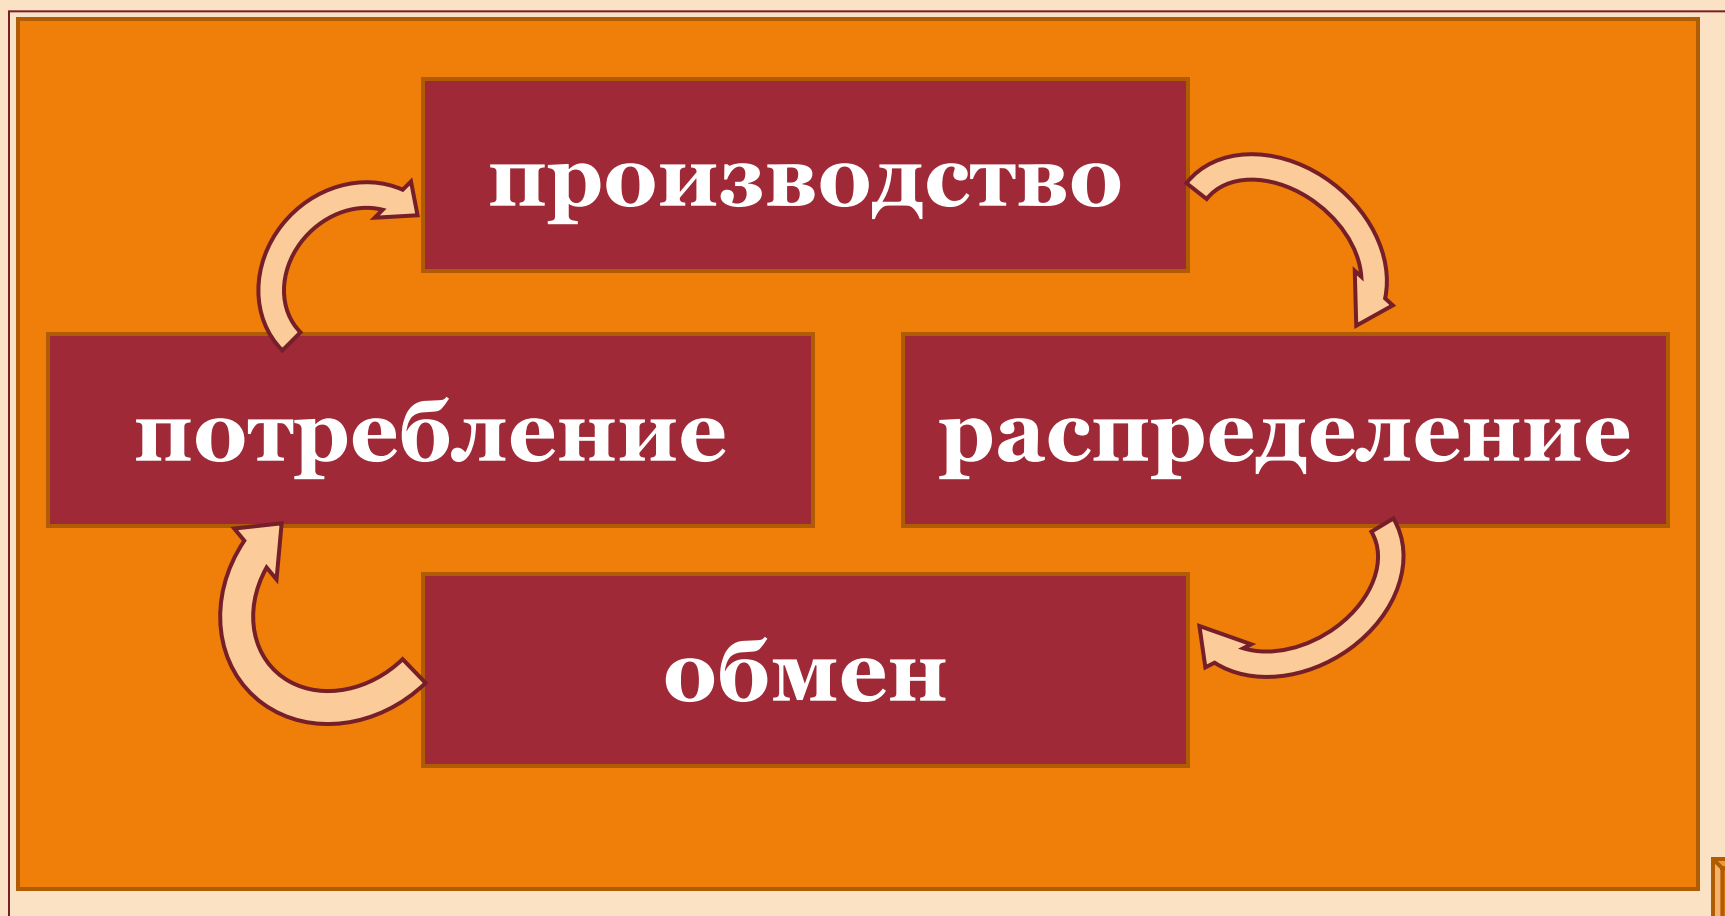 производство
потребление
распределение
обмен